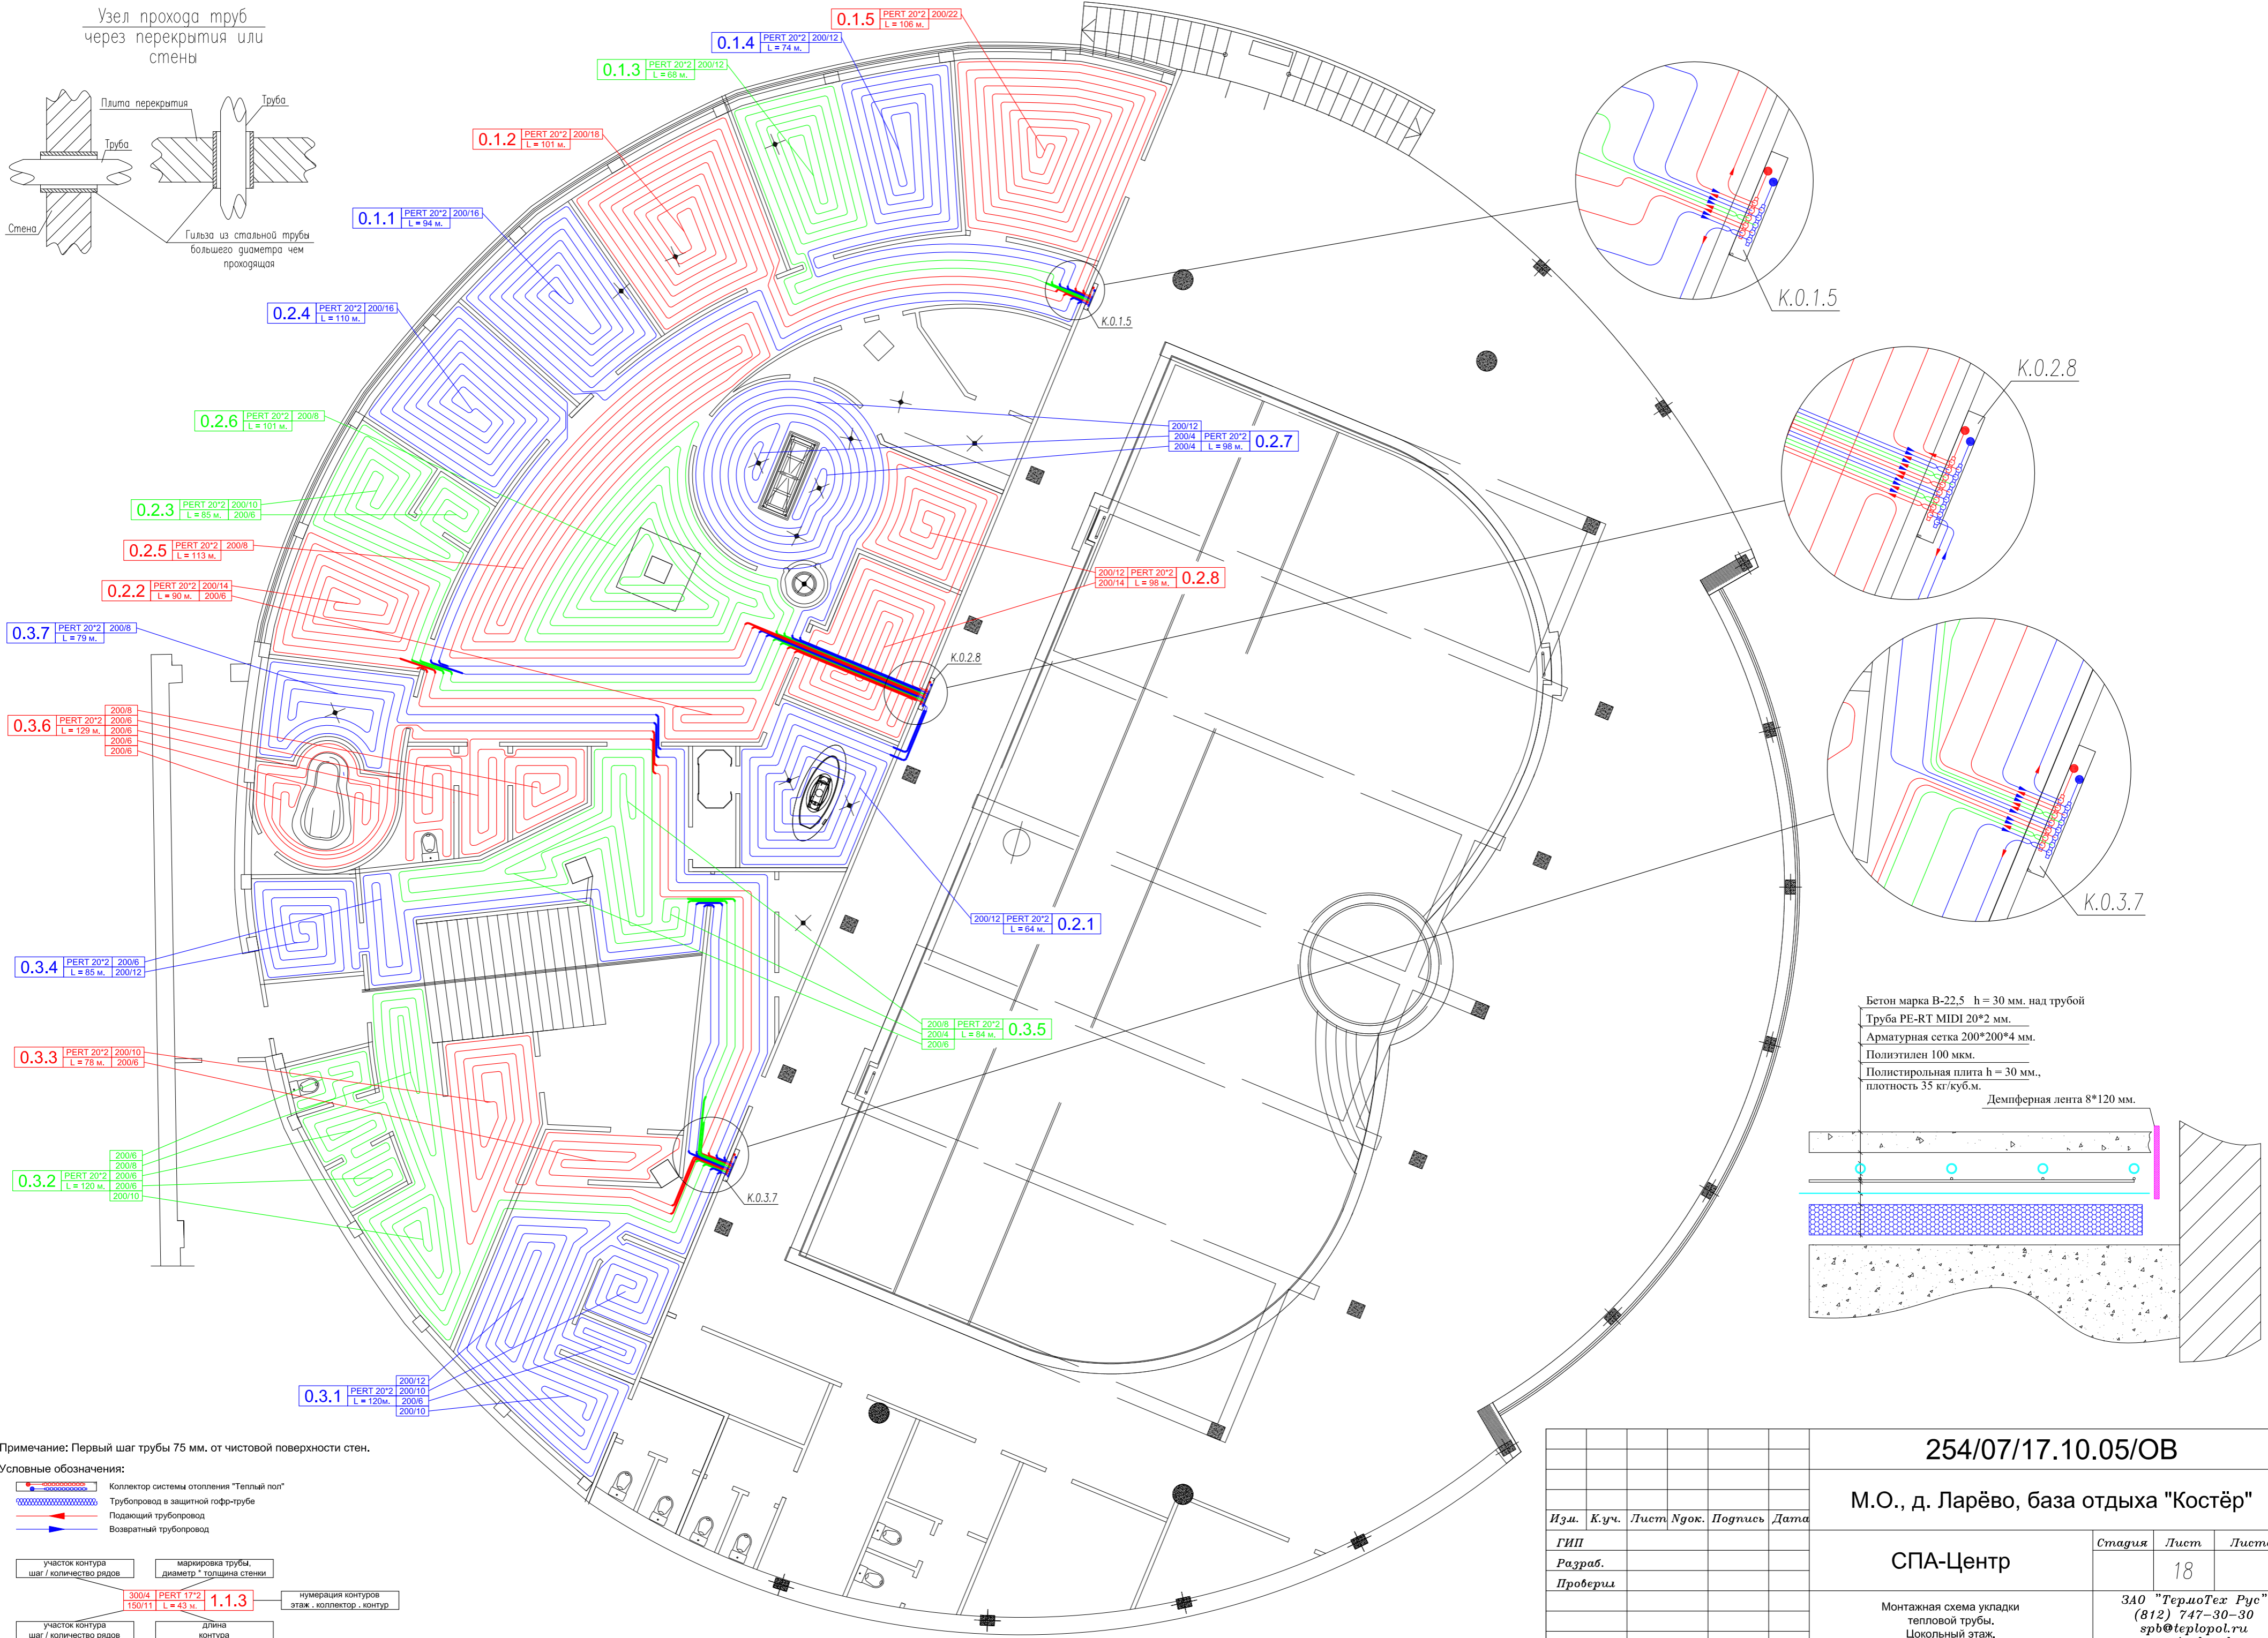 Узел прохода труб
через перекрытия или
стены
Плита перекрытия
Труба
Труба
Стена
Гильза из стальной трубы
большего диаметра чем
проходящая
0.1.5 PERT 20*2 200/22
L = 106 м.
0.1.4 PERT 20*2 200/12
L = 74 м.
0.1.3 PERT 20*2 200/12
L = 68 м.
0.1.2 PERT 20*2 200/18
L = 101 м.
0.1.1 PERT 20*2 200/16
L = 94 м.
0.2.4 PERT 20*2 200/16
L = 110 м.
0.2.6 PERT 20*2 200/8
L = 101 м.
0.2.3 PERT 20*2 200/10
L = 85 м. 200/6
0.2.5 PERT 20*2 200/8
L = 113 м.
0.2.2 PERT 20*2 200/14
L = 90 м. 200/6
0.3.7 PERT 20*2 200/8
L = 79 м.
200/8
0.3.6 PERT 20*2 200/6
L = 129 м. 200/6
200/6
200/6
0.3.4 PERT 20*2 200/6
L = 85 м. 200/12
0.3.3 PERT 20*2 200/10
L = 78 м. 200/6
200/6
200/8
0.3.2 PERT 20*2 200/6
L = 120 м. 200/6
200/10
200/12
0.3.1 PERT 20*2 200/10
L = 120м. 200/6
200/10
200/12
200/4 PERT 20*2 0.2.7
200/4 L = 98 м.
200/12 PERT 20*2 0.2.8
200/14 L = 98 м.
200/12 PERT 20*2 0.2.1
L = 64 м.
200/8 PERT 20*2 0.3.5
200/4 L = 84 м.
200/6
K.0.1.5
K.0.2.8
K.0.3.7
K.0.1.5
K.0.2.8
K.0.3.7
Бетон марка В-22,5 h = 30 мм. над трубой
Труба PE-RT MIDI 20*2 мм.
Арматурная сетка 200*200*4 мм.
Полиэтилен 100 мкм.
Полистирольная плита h = 30 мм.,
плотность 35 кг/куб.м.
Демпферная лента 8*120 мм.
Примечание: Первый шаг трубы 75 мм. от чистовой поверхности стен.
Условные обозначения:
Коллектор системы отопления "Теплый пол"
Трубопровод в защитной гофр-трубе
Подающий трубопровод
Возвратный трубопровод
участок контура
шаг / количество рядов
маркировка трубы,
диаметр * толщина стенки
300/4 PERT 17*2 1.1.3
150/11 L = 43 м.
нумерация контуров
этаж . коллектор . контур
участок контура
шаг / количество рядов
длина
контура
254/07/17.10.05/ОВ
М.О., д. Ларёво, база отдыха "Костёр"
Изм. К.уч. Лист Nдок. Подпись Дата
ГИП
Разраб.
Проверил
СПА-Центр
Стадия Лист
18
Монтажная схема укладки
тепловой трубы.
Цокольный этаж.
ЗАО "ТермоТех Рус"
(812) 747-30-30
spb@teplopol.ru